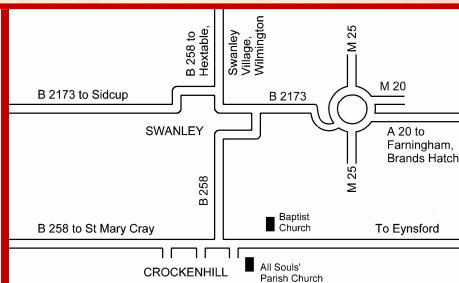 B 258 to
Hextable,
Swanley
Village,
Wilmington
M 25
M 20
B 2173 to Sidcup
B 2173
SWANLEY
A 20 to
Farningham,
Brands Hatch
M 25
B 258
Baptist
Church
B 258 to St Mary Cray
To Eynsford
CROCKENHILL
All Souls'
Parish Church